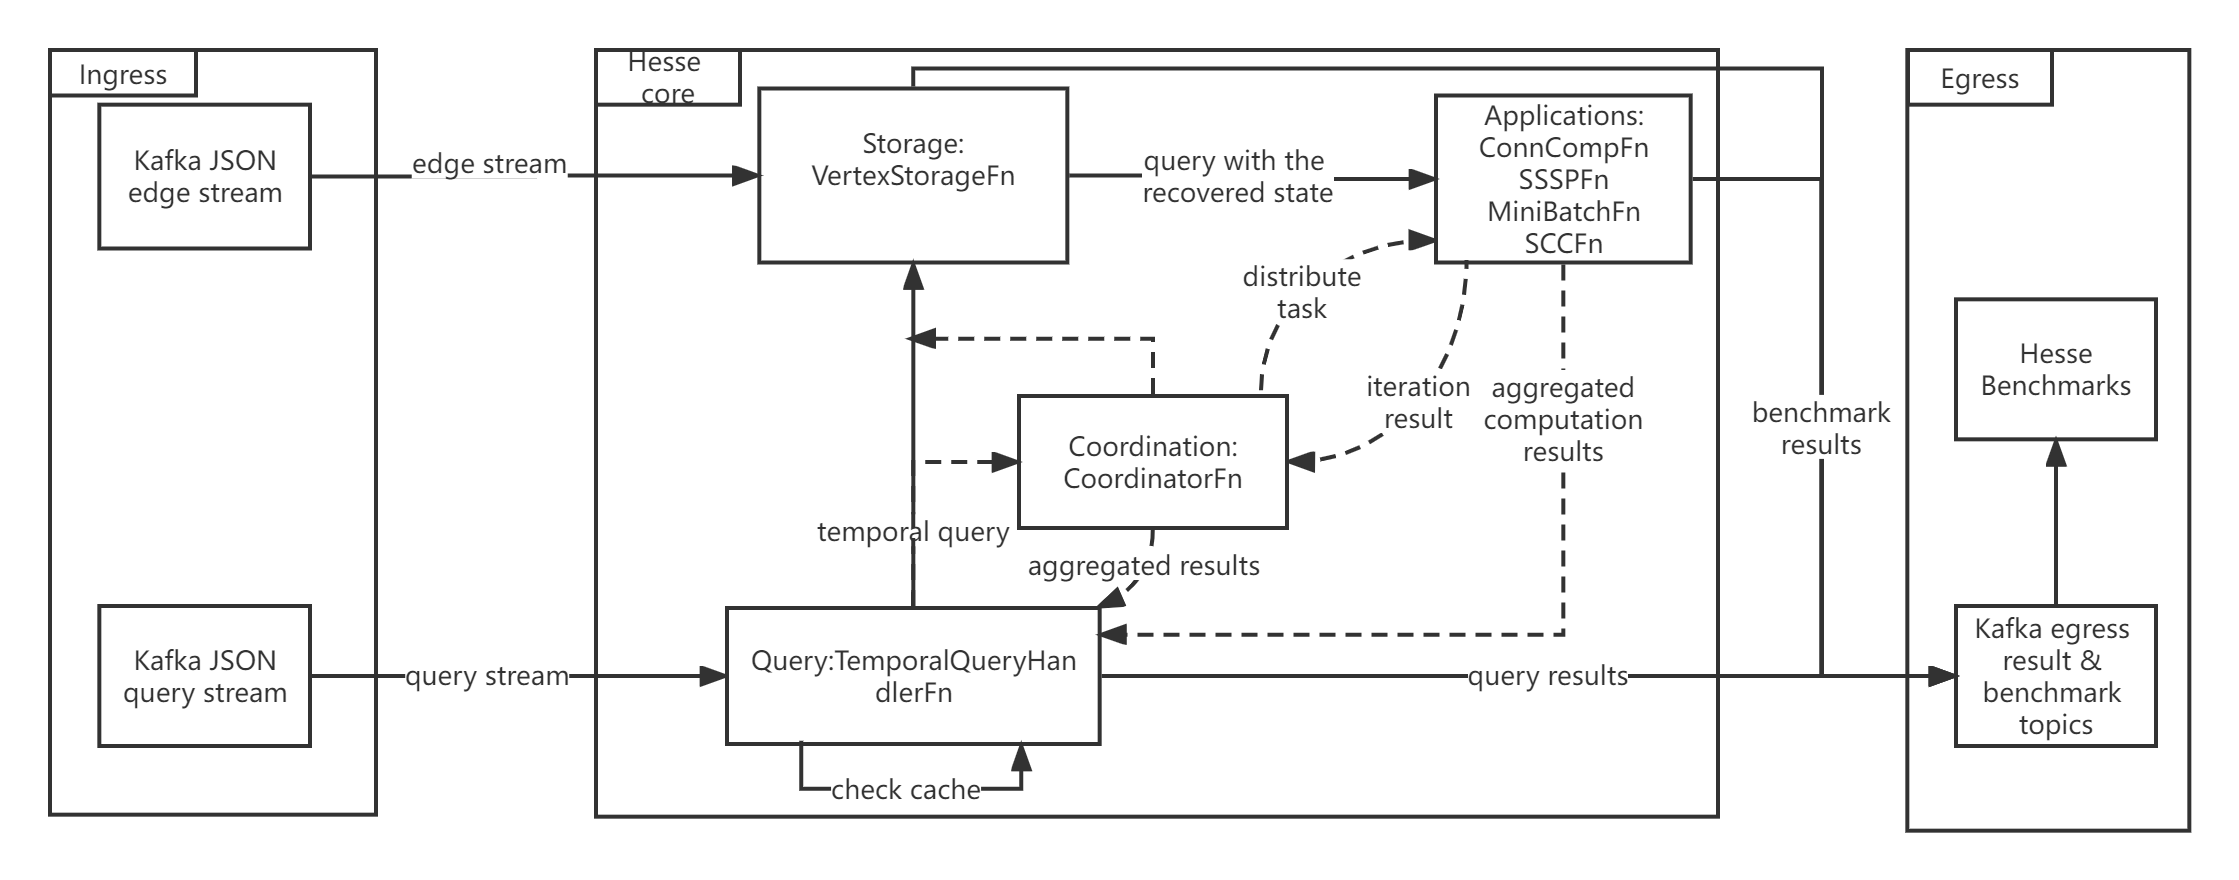 Ingress
Kafka JSON
edge stream
edge stream
Kafka JSON
query stream
query stream
Hesse
core
Storage:
VertexStorageFn
query with the
recovered state
Applications:
ConnCompFn
SSSPFn
MiniBatchFn
SCCFn
distribute
task
iteration
result
aggregated
computation
results
Coordination:
CoordinatorFn
temporal query
aggregated results
Query:TemporalQueryHan
dlerFn
check cache
query results
benchmark
results
Egress
Hesse
Benchmarks
Kafka egress
result &
benchmark
topics